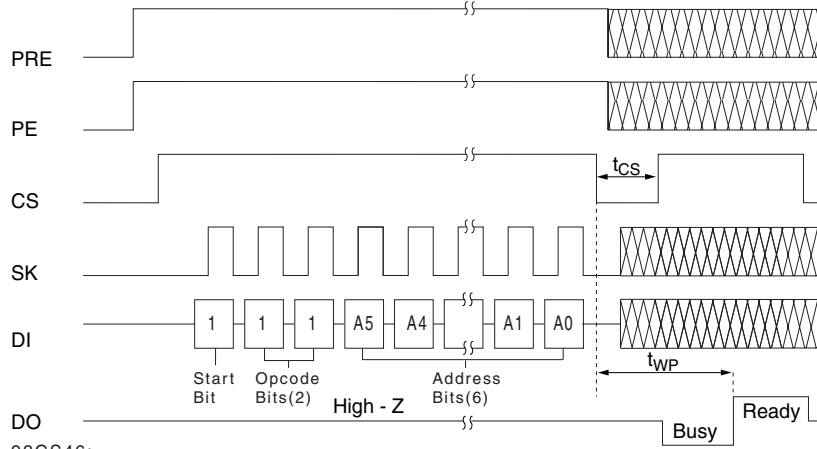 PRE
PE
CS
tCS
SK
DI
1 1 1 A5 A4 A1 A0
Start Bit
Opcode Bits(2)
Address Bits(6)
tWP
DO
High - Z
Busy
Ready